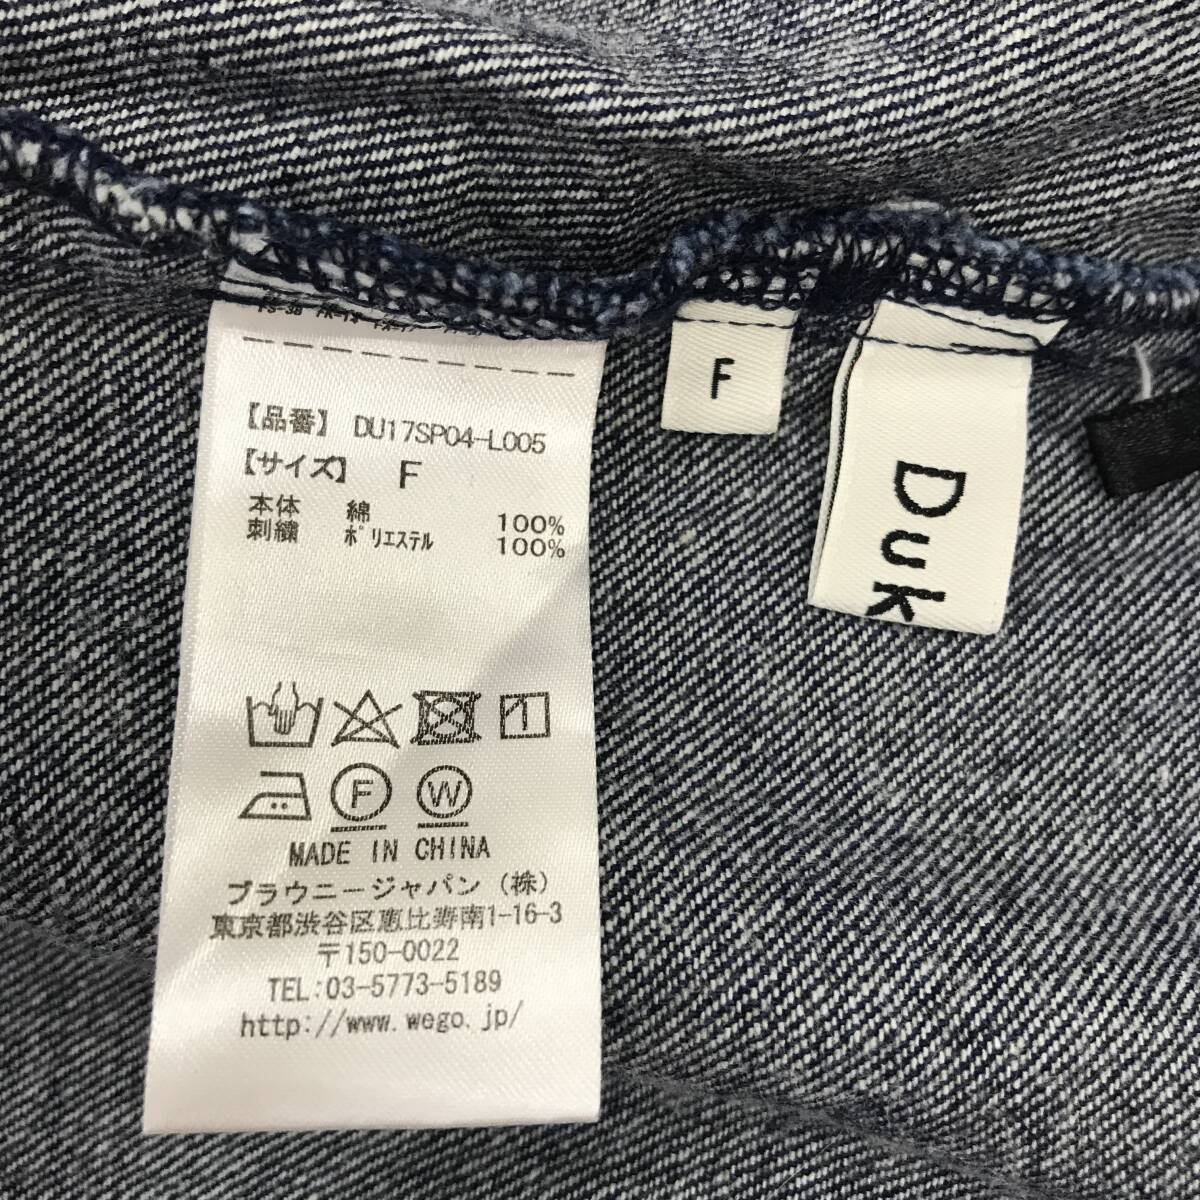 【品番】 DU17SP04-L005
【サイズ】 F
本体 綿 100%
刺繍 ポリエステル 100%
1
F W
MADE IN CHINA
ブラウニージャパン (株)
東京都渋谷区恵比寿南1-16-3
〒150-0022
TEL:03-5773-5189
http://www.wego.jp/
F
Duk